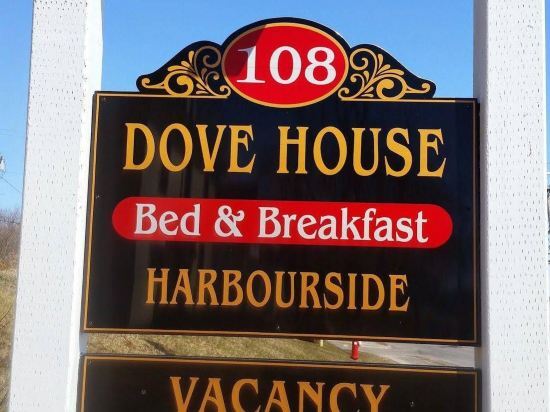 108
DOVE HOUSE
Bed & Breakfast
HARBOURSIDE
VACANCY